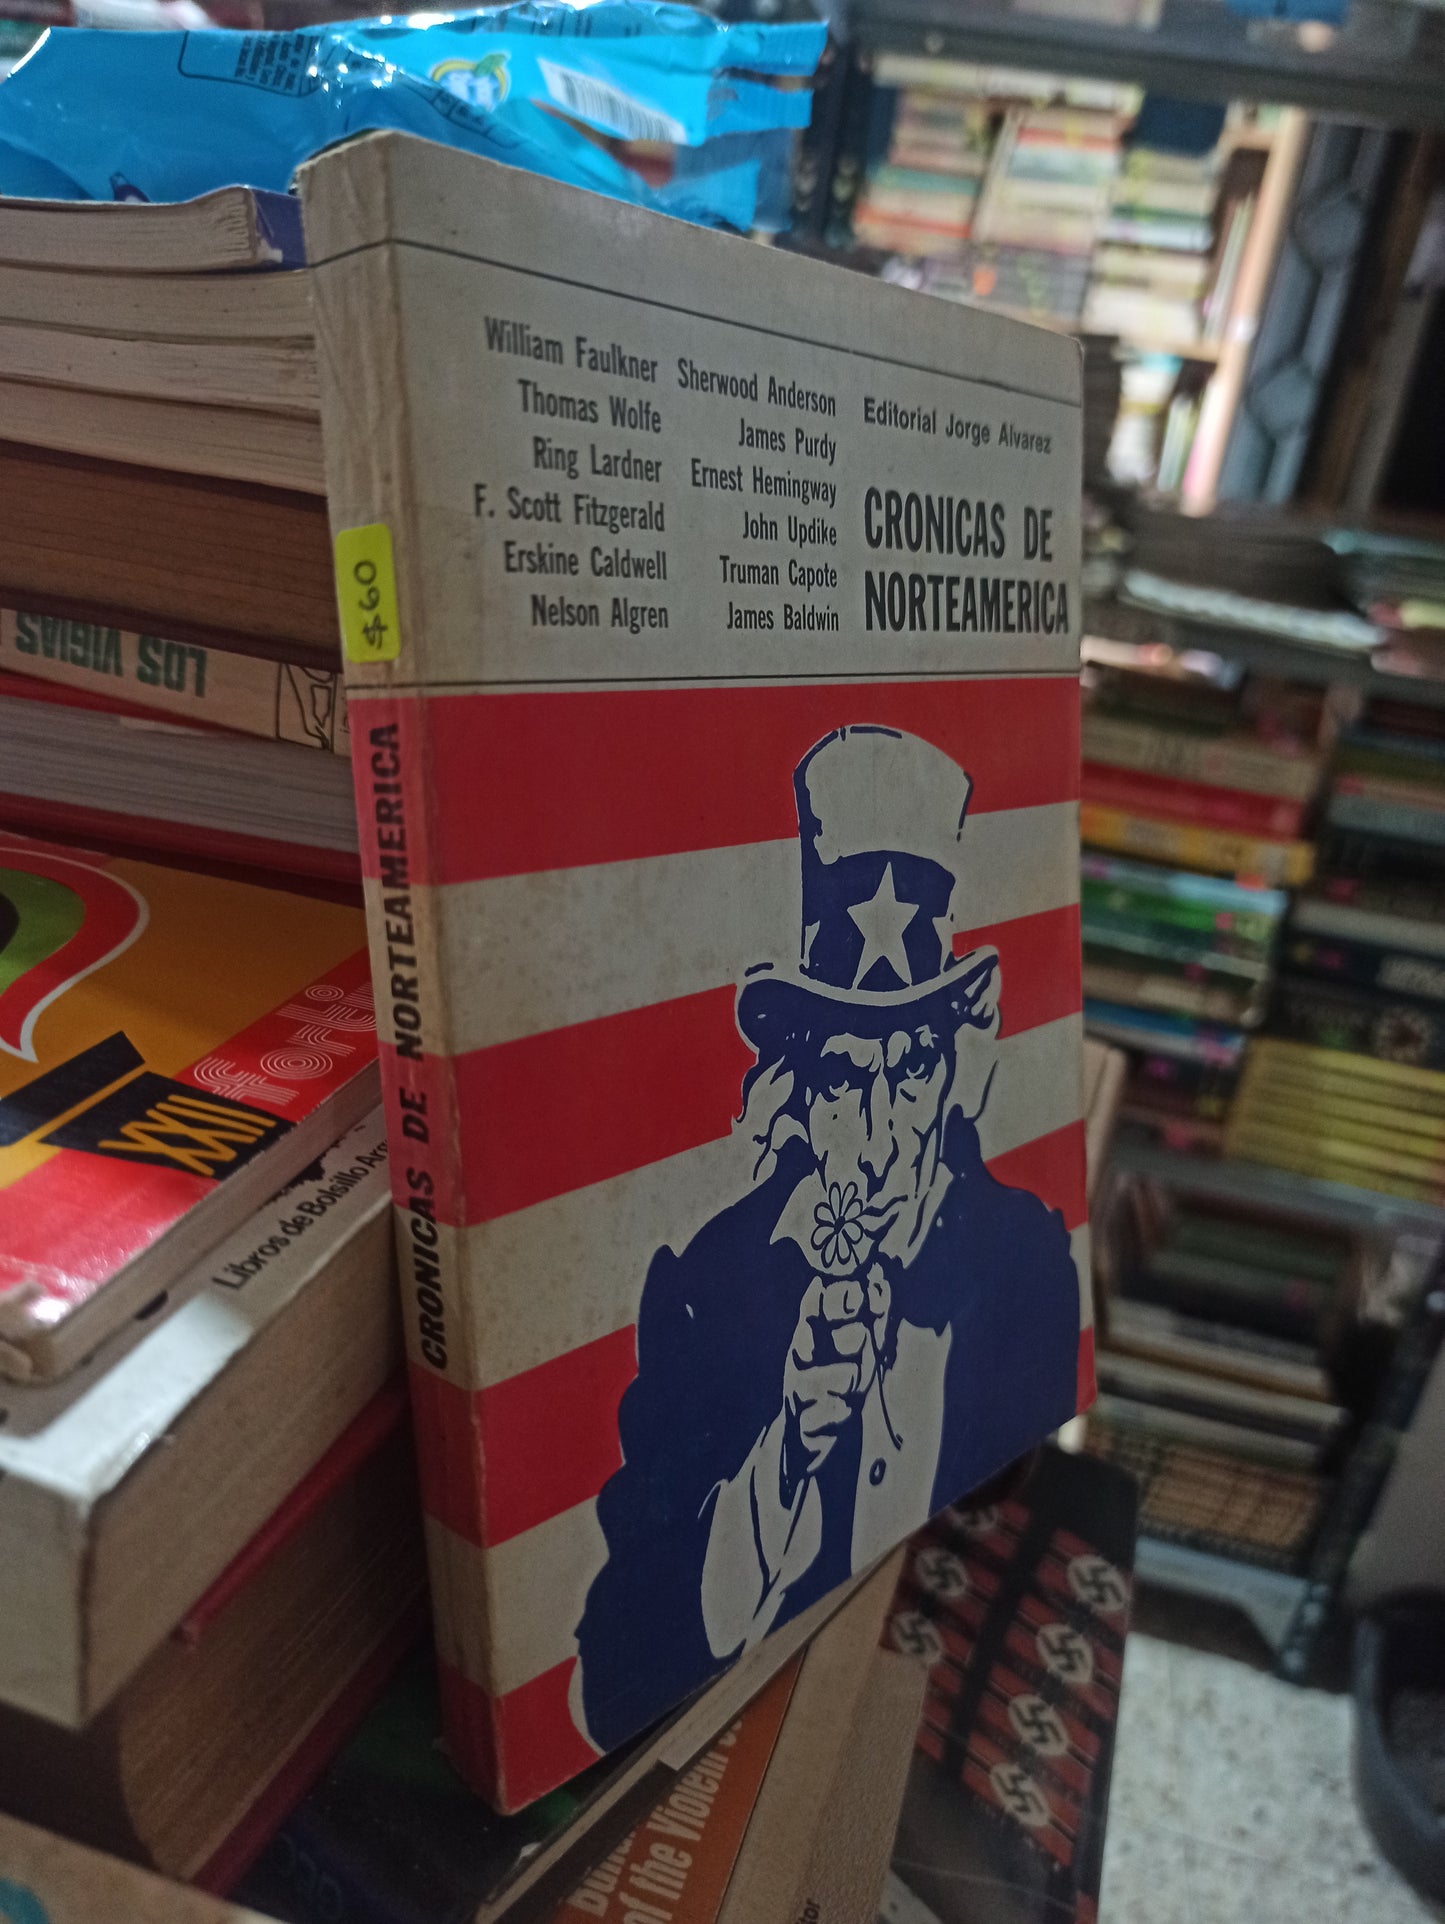 William Faulkner
Thomas Wolfe
Ring Lardner
F. Scott Fitzgerald
Erskine Caldwell
Nelson Algren
Sherwood Anderson
James Purdy
Ernest Hemingway
John Updike
Truman Capote
James Baldwin
Editorial Jorge Alvarez
CRONICAS DE
NORTEAMERICA
$60
CRONICAS DE NORTEAMERICA
LOS VIGIAS
forti
XXII
Libros de Bolsillo
of the Violent